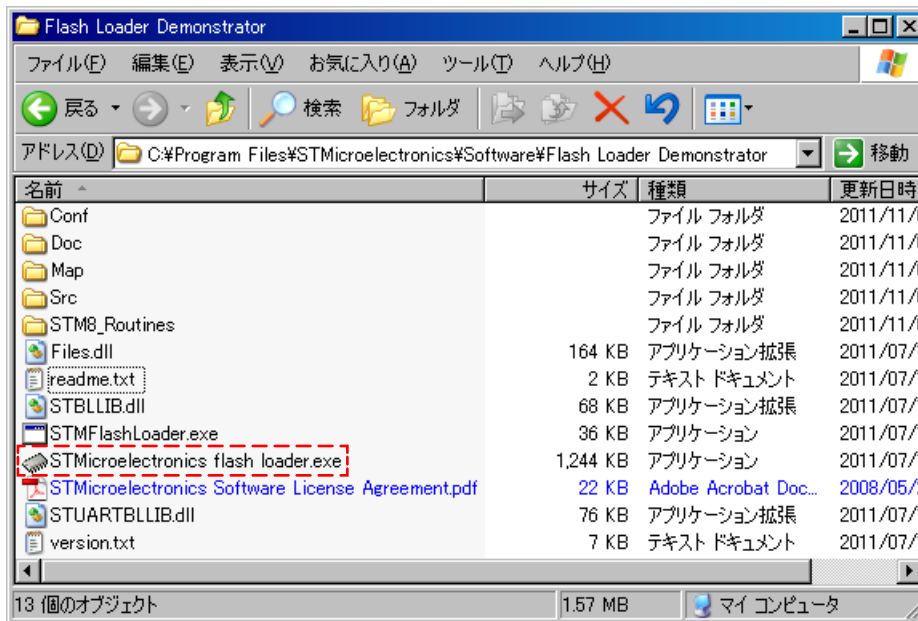 Flash Loader Demonstrator
ファイル(F) 編集(E) 表示(V) お気に入り(A) ツール(T) ヘルプ(H)
戻る 検索 フォルダ
アドレス(D) C:¥Program Files¥STMicroelectronics¥Software¥Flash Loader Demonstrator 移動
名前 サイズ 種類 更新日時
Conf ファイル フォルダ 2011/11/
Doc ファイル フォルダ 2011/11/
Map ファイル フォルダ 2011/11/
Src ファイル フォルダ 2011/11/
STM8_Routines ファイル フォルダ 2011/11/
Files.dll 164 KB アプリケーション拡張 2011/07/
readme.txt 2 KB テキスト ドキュメント 2011/07/
STBLLIB.dll 68 KB アプリケーション拡張 2011/07/
STMFlashLoader.exe 36 KB アプリケーション 2011/07/
STMicroelectronics flash loader.exe 1,244 KB アプリケーション 2011/07/
STMicroelectronics Software License Agreement.pdf 22 KB Adobe Acrobat Doc... 2008/05/
STUARTBLLIB.dll 76 KB アプリケーション拡張 2011/07/
version.txt 7 KB テキスト ドキュメント 2011/07/
13 個のオブジェクト 1.57 MB マイ コンピュータ